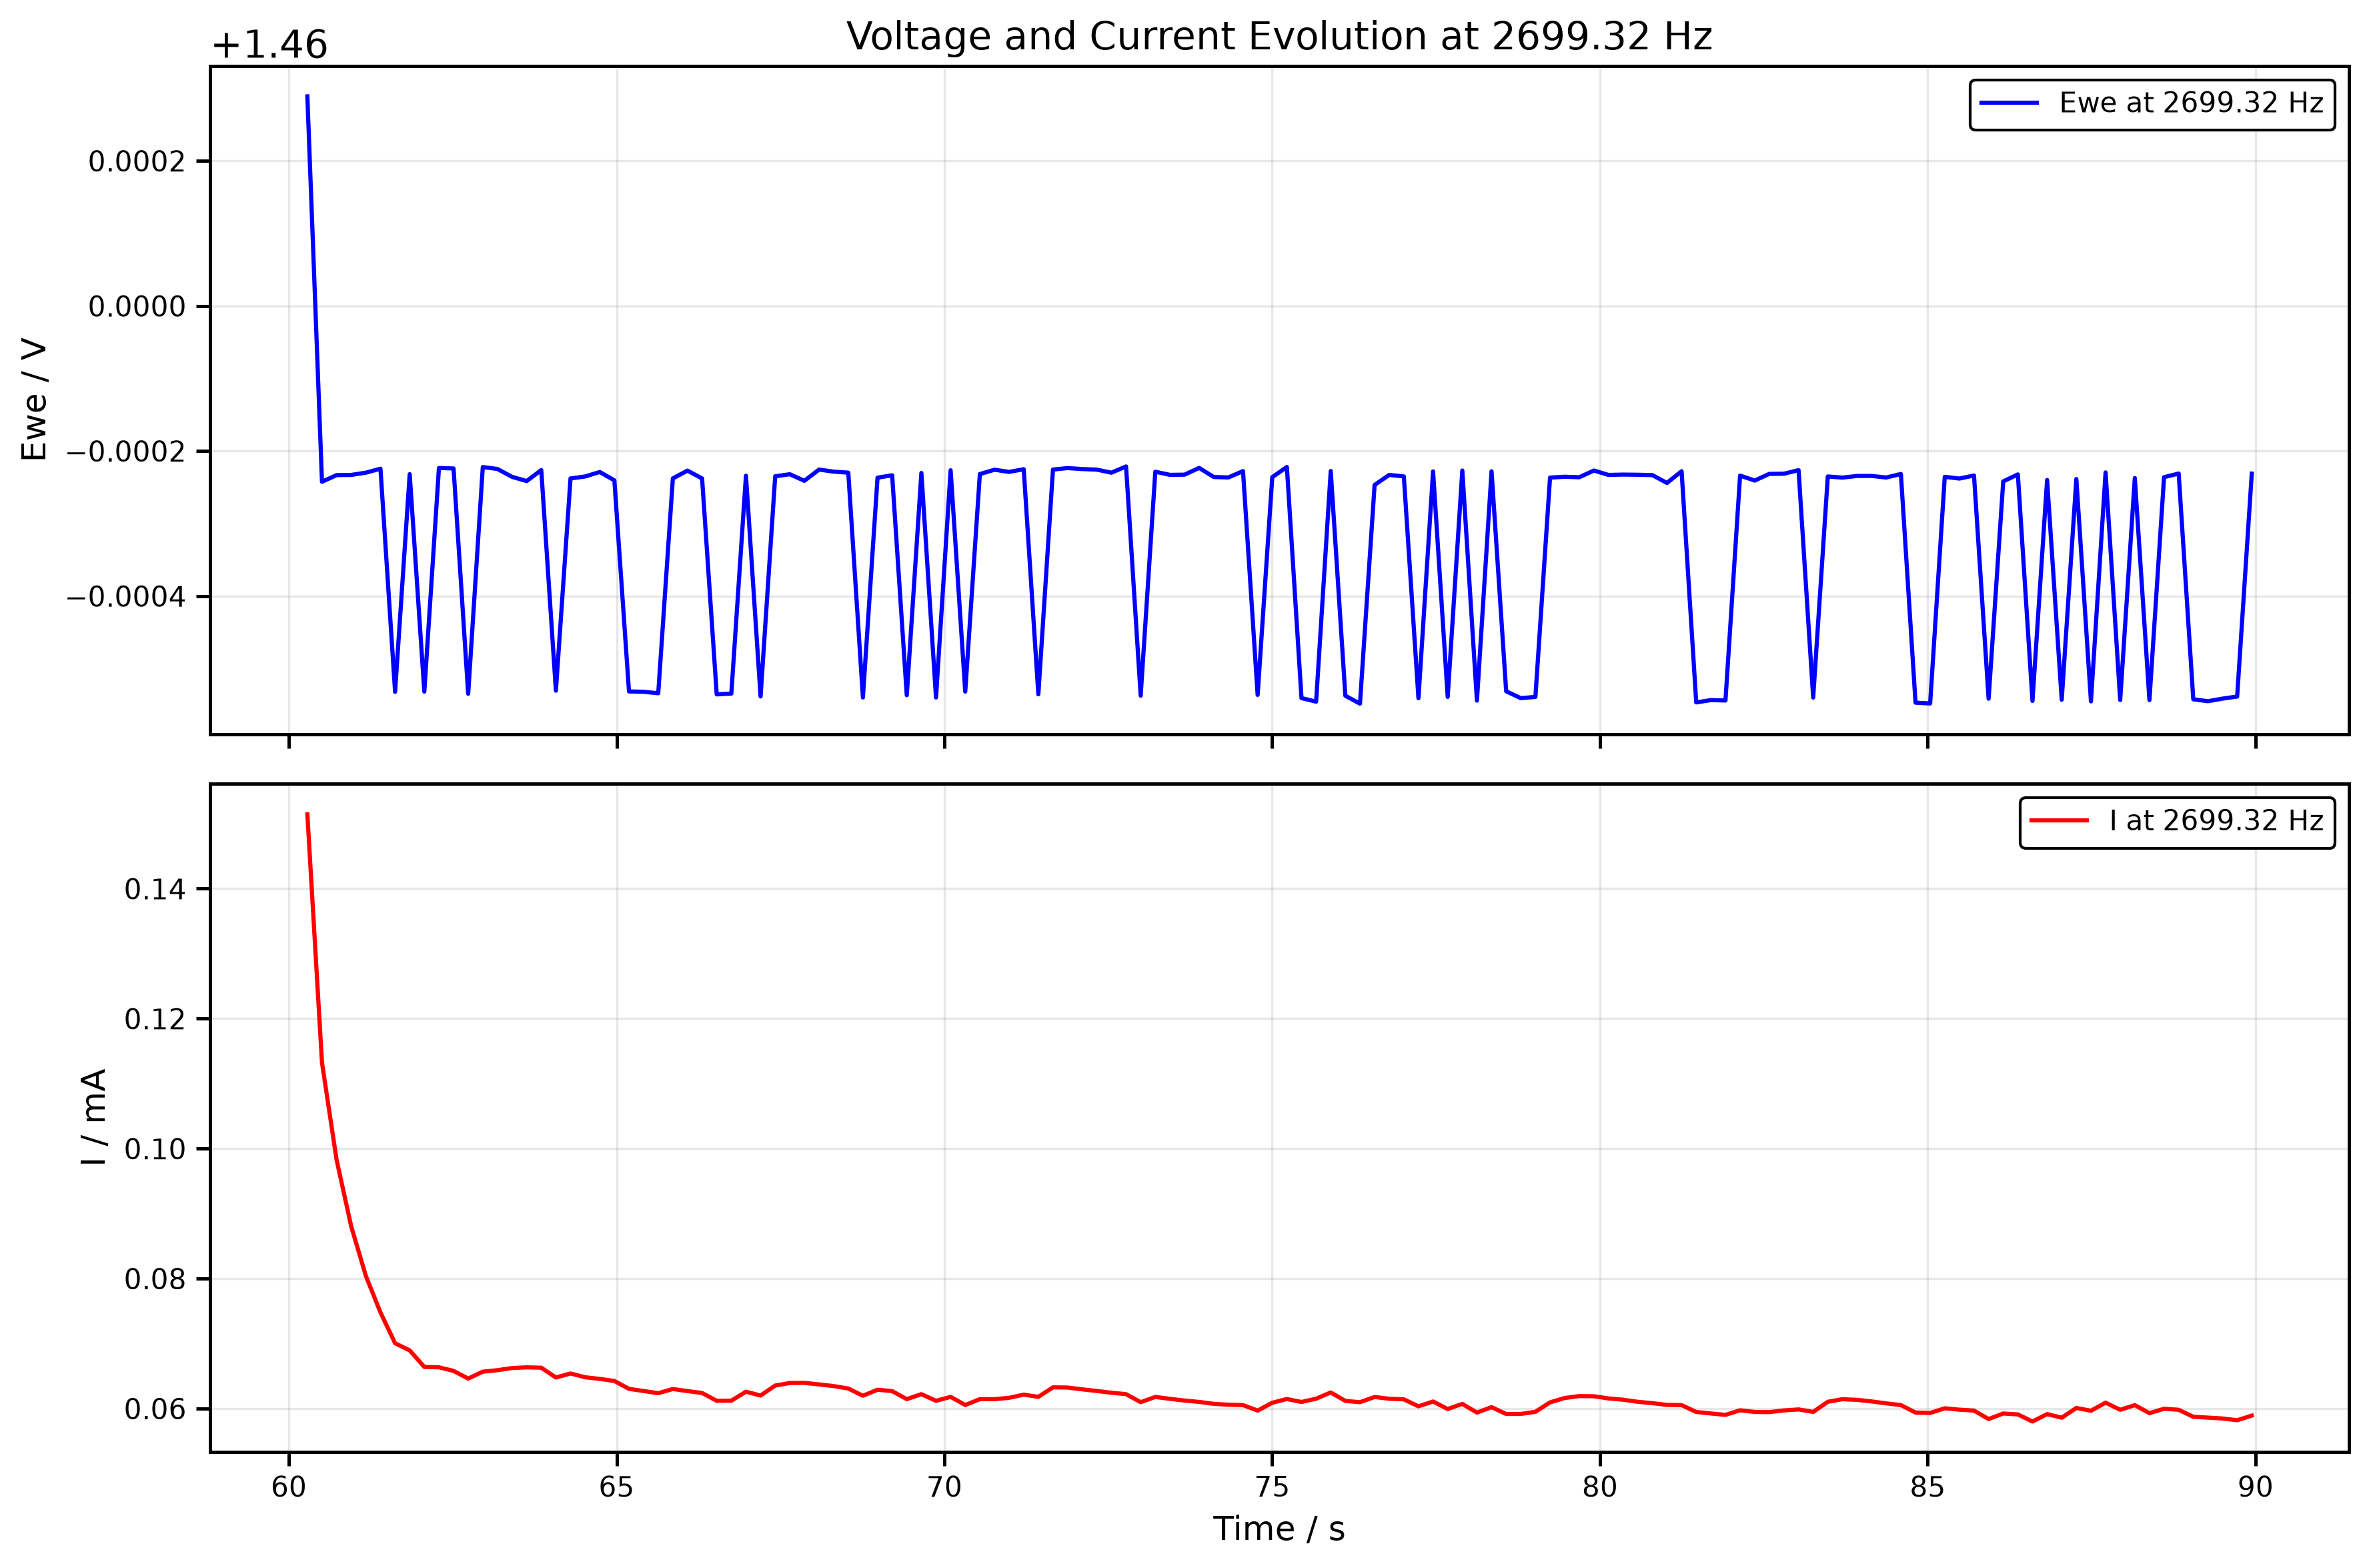 Voltage and Current Evolution at 2699.32 Hz
+1.46
Ewe at 2699.32 Hz
0.0002
0.0000
−0.0002
−0.0004
Ewe / V
I at 2699.32 Hz
0.14
0.12
0.10
0.08
0.06
I / mA
60 65 70 75 80 85 90
Time / s